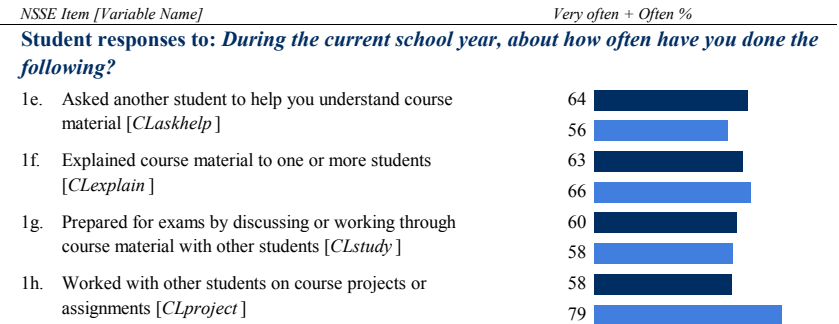 NSSE Item [Variable Name] Very often + Often %
Student responses to: During the current school year, about how often have you done the
following?
1e. Asked another student to help you understand course 64
material [CLaskhelp] 56
1f. Explained course material to one or more students 63
[CLexplain] 66
1g. Prepared for exams by discussing or working through 60
course material with other students [CLstudy] 58
1h. Worked with other students on course projects or 58
assignments [CLproject] 79